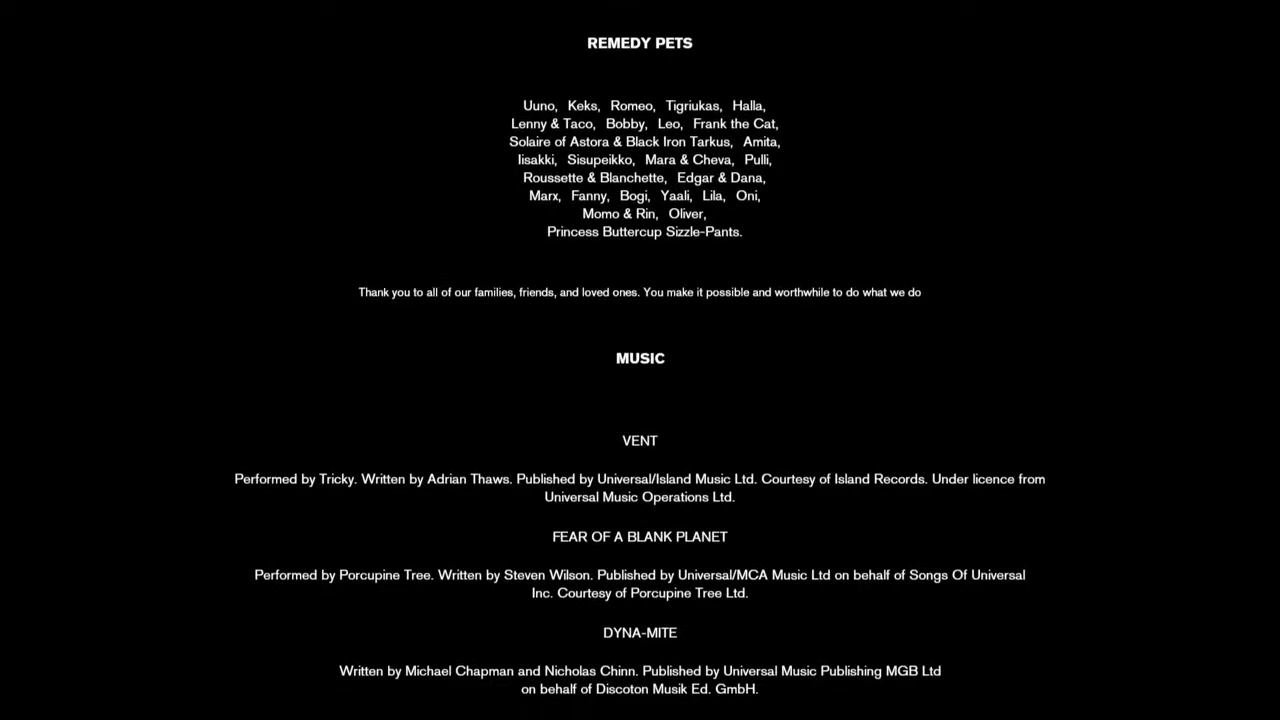 REMEDY PETS
Uuno, Keks, Romeo, Tigriukas, Halla,
Lenny & Taco, Bobby, Leo, Frank the Cat,
Solaire of Astora & Black Iron Tarkus, Amita,
Iisakki, Sisupeikko, Mara & Cheva, Pulli,
Roussette & Blanchette, Edgar & Dana,
Marx, Fanny, Bogi, Yaali, Lila, Oni,
Momo & Rin, Oliver,
Princess Buttercup Sizzle-Pants.
Thank you to all of our families, friends, and loved ones. You make it possible and worthwhile to do what we do
MUSIC
VENT
Performed by Tricky. Written by Adrian Thaws. Published by Universal/Island Music Ltd. Courtesy of Island Records. Under licence from
Universal Music Operations Ltd.
FEAR OF A BLANK PLANET
Performed by Porcupine Tree. Written by Steven Wilson. Published by Universal/MCA Music Ltd on behalf of Songs Of Universal
Inc. Courtesy of Porcupine Tree Ltd.
DYNA-MITE
Written by Michael Chapman and Nicholas Chinn. Published by Universal Music Publishing MGB Ltd
on behalf of Discoton Musik Ed. GmbH.